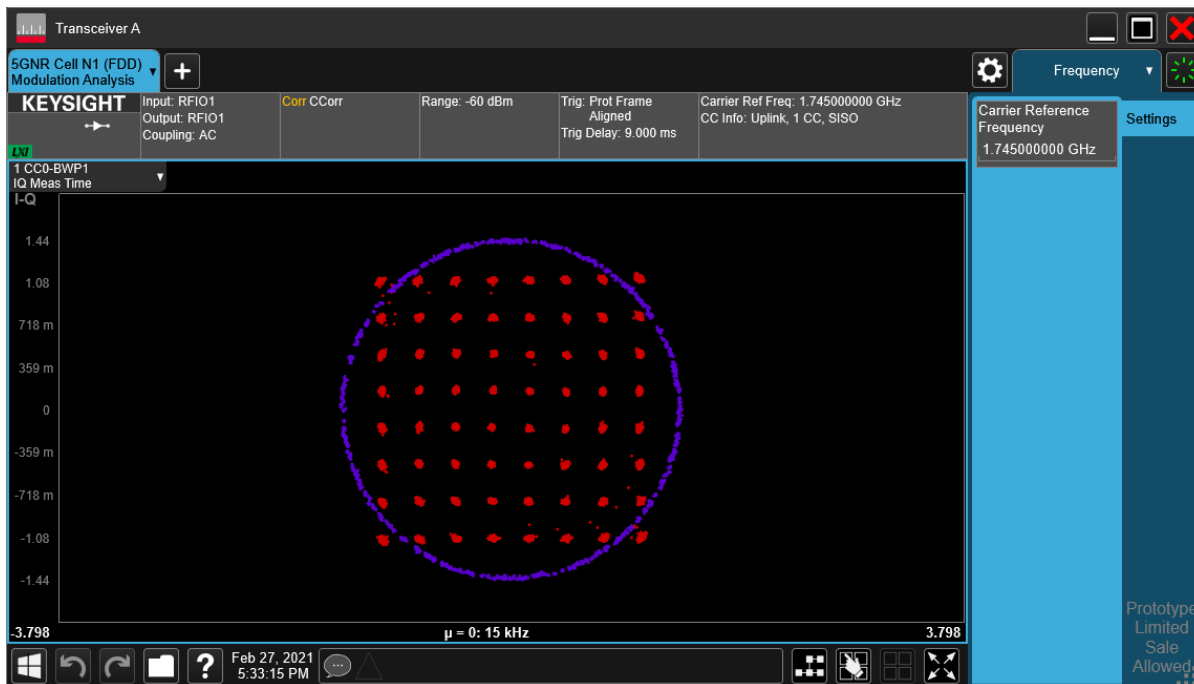 Transceiver A
5GNR Cell N1 (FDD)
Modulation Analysis
Frequency
KEYSIGHT
LXI
Input: RFIO1
Output: RFIO1
Coupling: AC
Corr CCorr
Range: -60 dBm
Trig: Prot Frame
Aligned
Trig Delay: 9.000 ms
Carrier Ref Freq: 1.745000000 GHz
CC Info: Uplink, 1 CC, SISO
Carrier Reference
Frequency
1.745000000 GHz
Settings
1 CC0-BWP1
IQ Meas Time
I-Q
1.44
1.08
718 m
359 m
0
-359 m
-718 m
-1.08
-1.44
-3.798
µ = 0: 15 kHz
3.798
Prototype
Limited
Sale
Allowed
?
Feb 27, 2021
5:33:15 PM